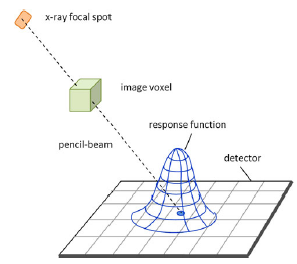 x-ray focal spot
image voxel
response function
pencil-beam
detector